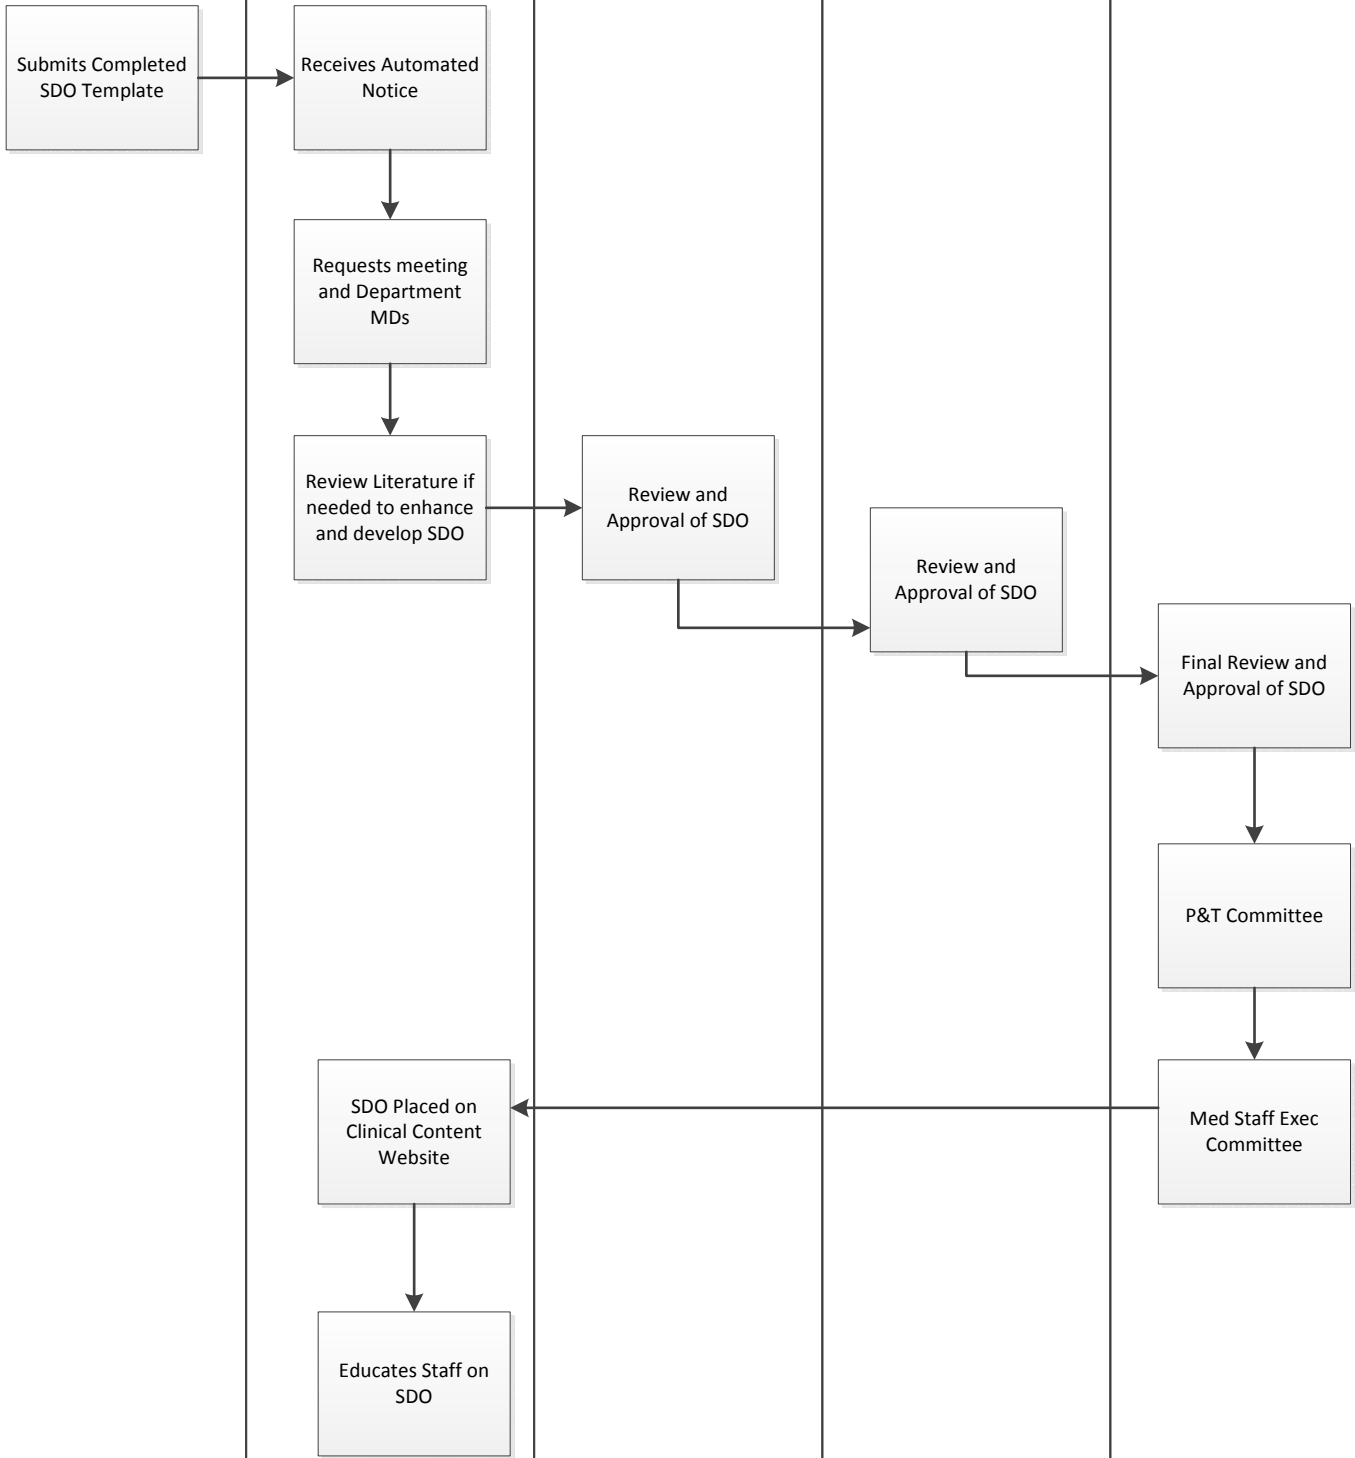 Submits Completed
SDO Template
Receives Automated
Notice
Requests meeting
and Department
MDs
Review Literature if
needed to enhance
and develop SDO
Review and
Approval of SDO
Review and
Approval of SDO
Final Review and
Approval of SDO
P&T Committee
Med Staff Exec
Committee
SDO Placed on
Clinical Content
Website
Educates Staff on
SDO